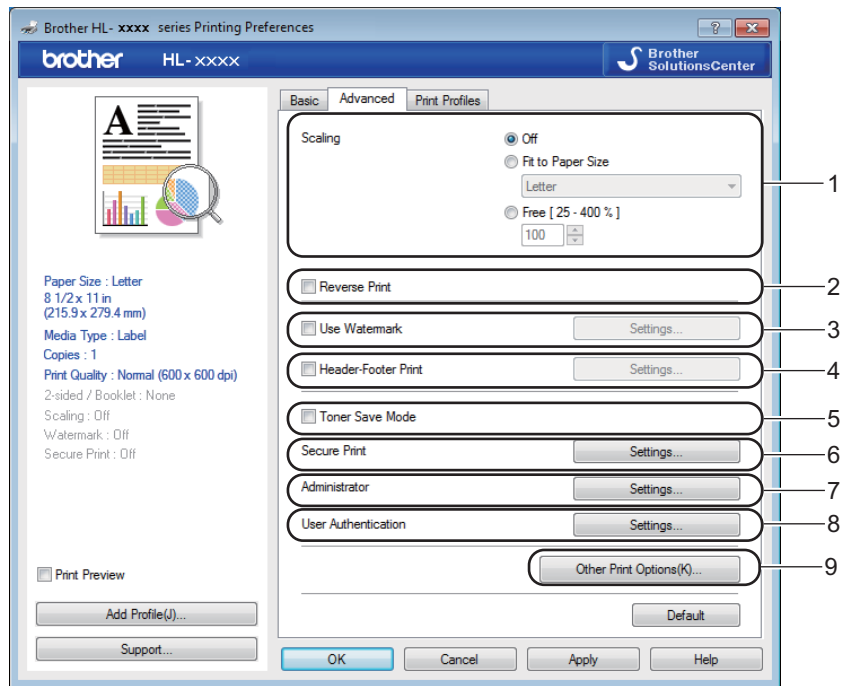 Brother HL- xxxx series Printing Preferences
brother HL-xxxx
Brother
SolutionsCenter
A
Paper Size : Letter
8 1/2 x 11 in
(215.9 x 279.4 mm)
Media Type : Label
Copies : 1
Print Quality : Normal (600 x 600 dpi)
2-sided / Booklet : None
Scaling : Off
Watermark : Off
Secure Print : Off
Print Preview
Add Profile(J)...
Support...
Basic Advanced Print Profiles
Scaling
Off
Fit to Paper Size
Letter
Free [ 25 - 400 % ]
100
1
Reverse Print
2
Use Watermark Settings...
3
Header-Footer Print Settings...
4
Toner Save Mode
5
Secure Print Settings...
6
Administrator Settings...
7
User Authentication Settings...
8
Other Print Options(K)...
9
Default
OK Cancel Apply Help